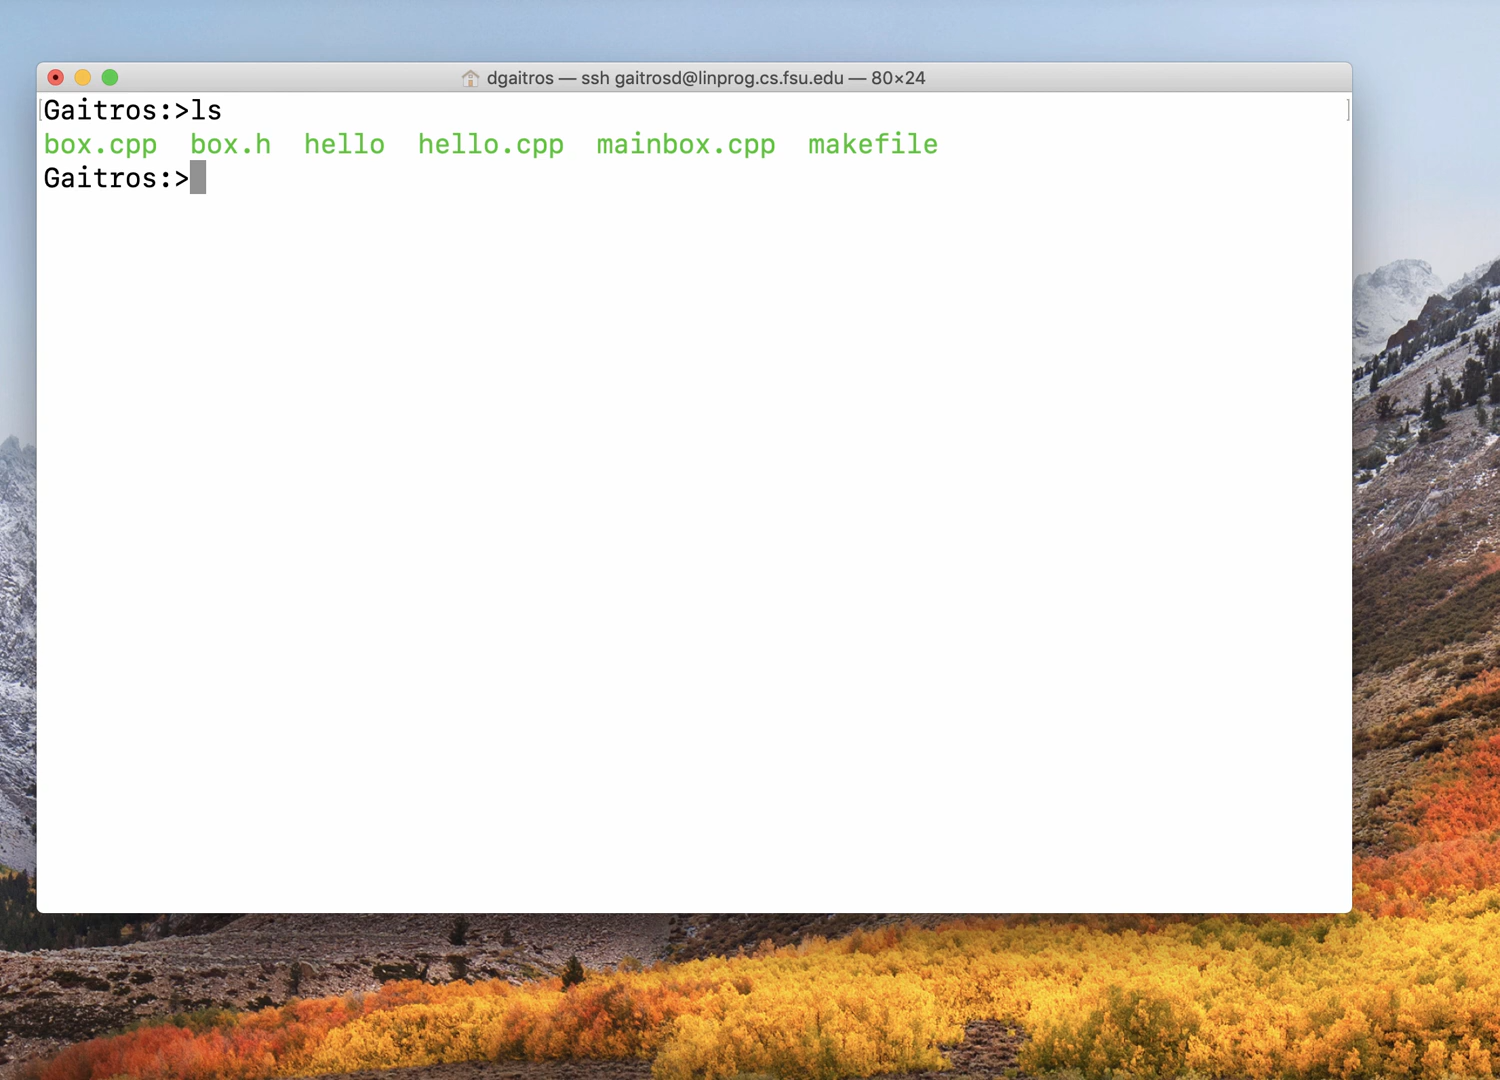 dgaitros — ssh gaitrosd@linprog.cs.fsu.edu — 80×24
[Gaitros:>ls ]
box.cpp  box.h  hello  hello.cpp  mainbox.cpp  makefile
Gaitros:>